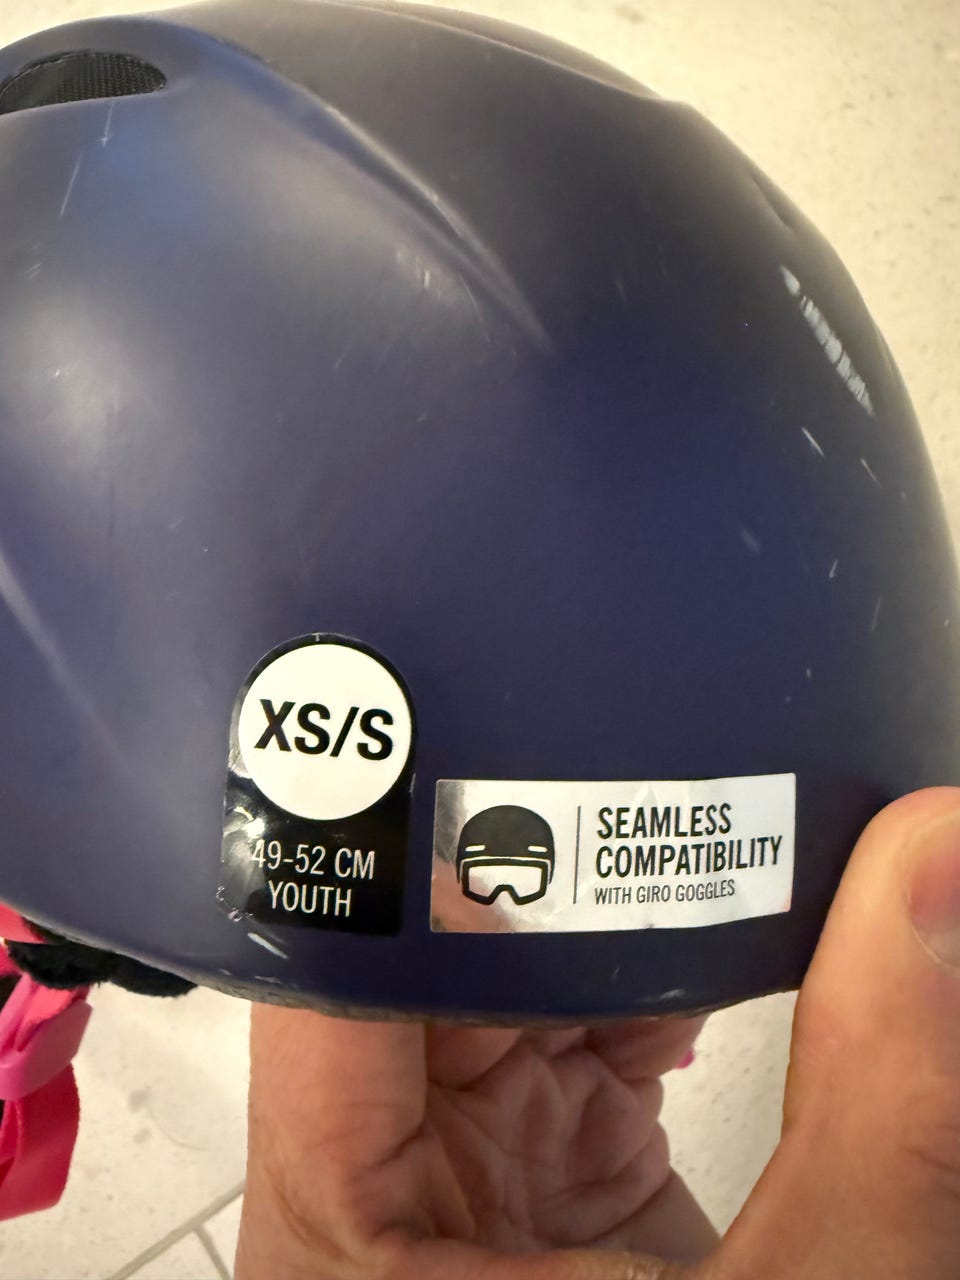 XS/S
49-52 CM
YOUTH
SEAMLESS
COMPATIBILITY
WITH GIRO GOGGLES